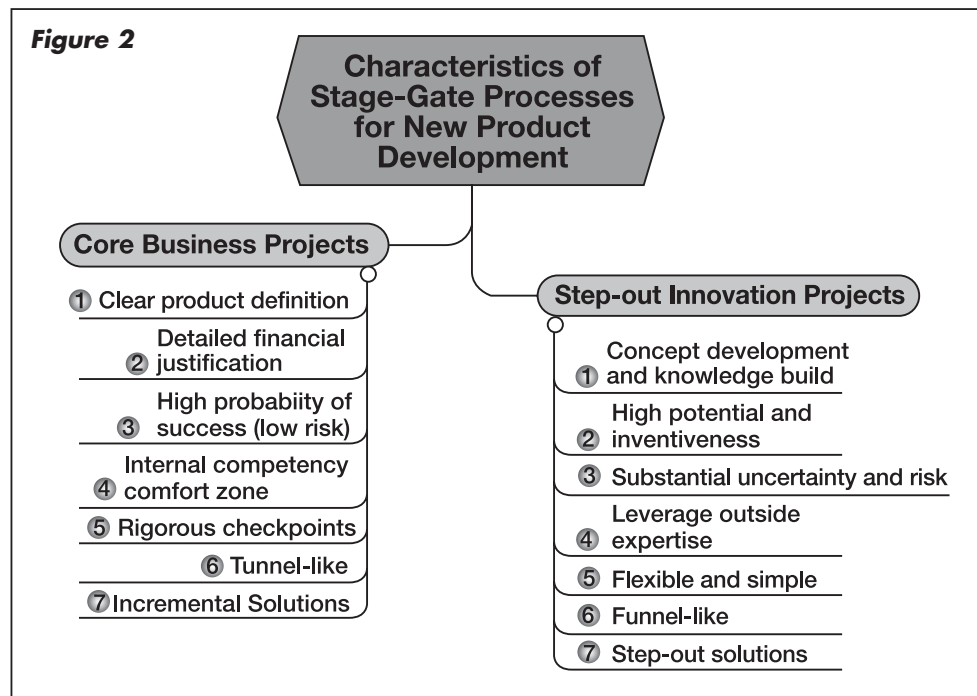 Figure 2
Characteristics of
Stage-Gate Processes
for New Product
Development
Core Business Projects
1 Clear product definition
Detailed financial
2 justification
High probabiity of
3 success (low risk)
Internal competency
4 comfort zone
5 Rigorous checkpoints
6 Tunnel-like
7 Incremental Solutions
Step-out Innovation Projects
Concept development
1 and knowledge build
High potential and
2 inventiveness
3 Substantial uncertainty and risk
Leverage outside
4 expertise
5 Flexible and simple
6 Funnel-like
7 Step-out solutions